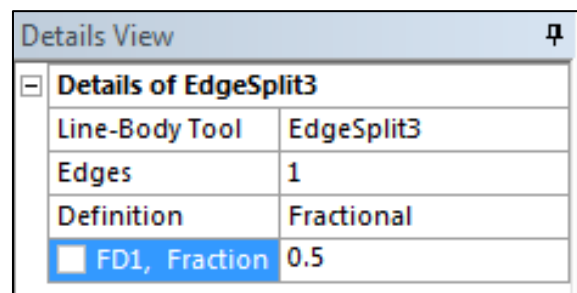 Details View
Details of EdgeSplit3
Line-Body Tool EdgeSplit3
Edges 1
Definition Fractional
FD1, Fraction 0.5